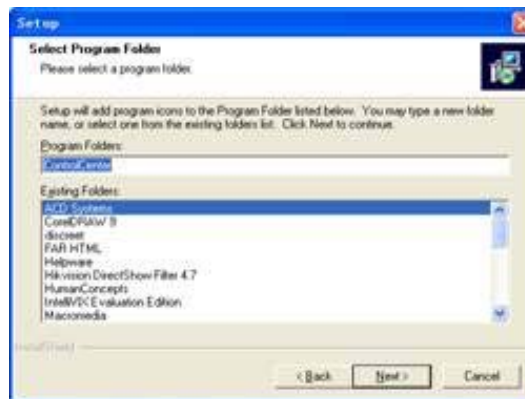 Setup
Select Program Folder
Please select a program folder.
Setup will add program icons to the Program Folder listed below. You may type a new folder
name, or select one from the existing folders list. Click Next to continue.
Program Folders:
ControlCenter
Existing Folders:
ACD Systems
CorelDRAW 9
discreet
FAR HTML
Helpware
Hikvision DirectShow Filter 4.7
HumanConcepts
IntelliVIX Evaluation Edition
Macromedia
InstallShield
< Back
Next >
Cancel